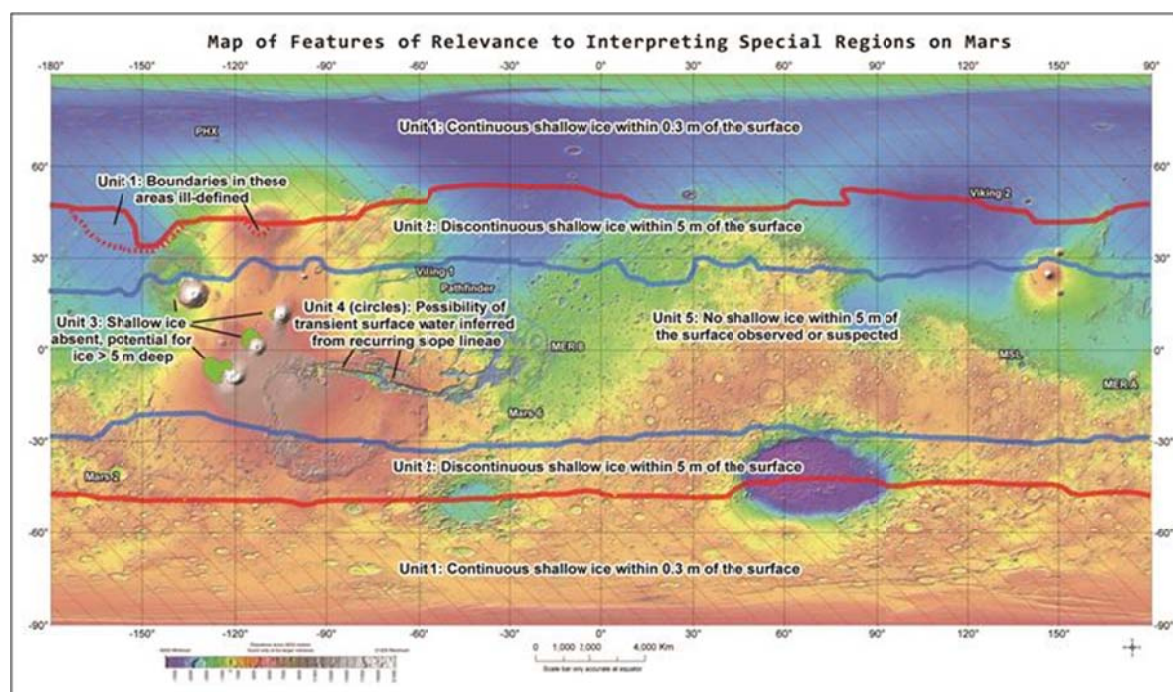 Map of Features of Relevance to Interpreting Special Regions on Mars
-180° -150° -120° -90° -60° -30° 0° 30° 60° 90° 120° 150° 90°
Unit 1: Continuous shallow ice within 0.3 m of the surface
PHX
60° 60°
Unit 1: Boundaries in these
areas ill-defined
Viking 2
Unit 2: Discontinuous shallow ice within 5 m of the surface
30° 30°
Viling 1
Pathfinder
Unit 4 (circles): Possibility of
transient surface water inferred
from recurring sope lineae
Unit 3: Shallow ice
absent, potential for
ice > 5 m deep
Unit 5: No shallow ice within 5 m of
the surface observed or suspected
0° 0°
MER B
MSL
MER A
Mars 6
-30° -30°
Mars 2
Unit 2: Discontinuous shallow ice within 5 m of the surface
-60° -60°
Unit 1: Continuous shallow ice within 0.3 m of the surface
-90° -90°
-150° -120° -90° -60° -30° 0° 30° 60° 90° 120° 150°
0 1,000 2,000 4,000 Km
Scale bar only accurate at equator